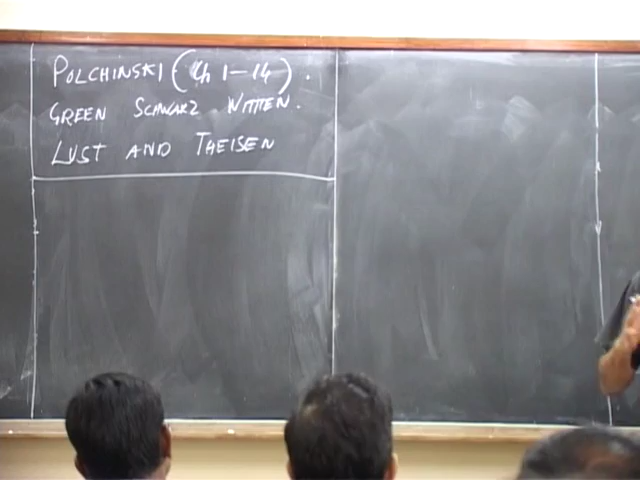 POLCHINSKI (Ch 1-14).
GREEN SCHWARZ WITTEN.
LUST AND THEISEN